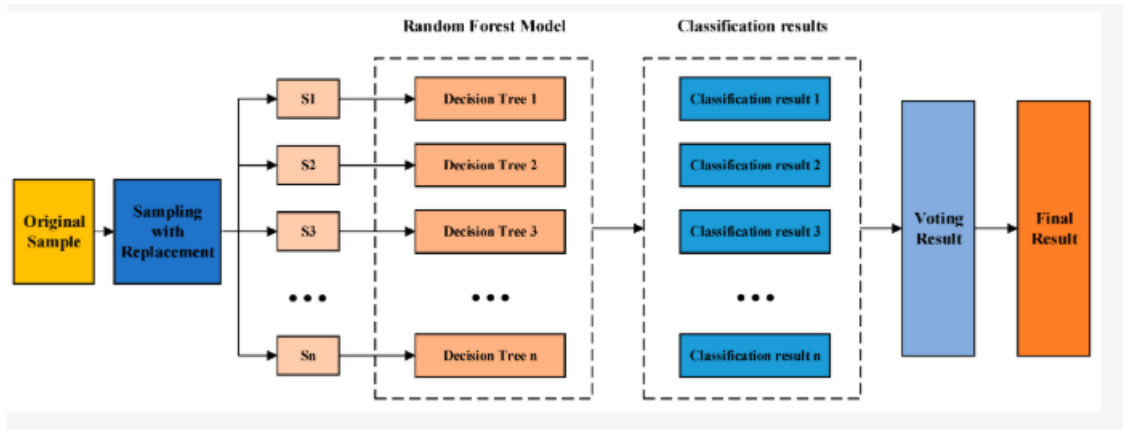 Random Forest Model
Classification results
Original
Sample
Sampling
with
Replacement
S1
S2
S3
•••
Sn
Decision Tree 1
Decision Tree 2
Decision Tree 3
•••
Decision Tree n
Classification result 1
Classification result 2
Classification result 3
•••
Classification result n
Voting
Result
Final
Result